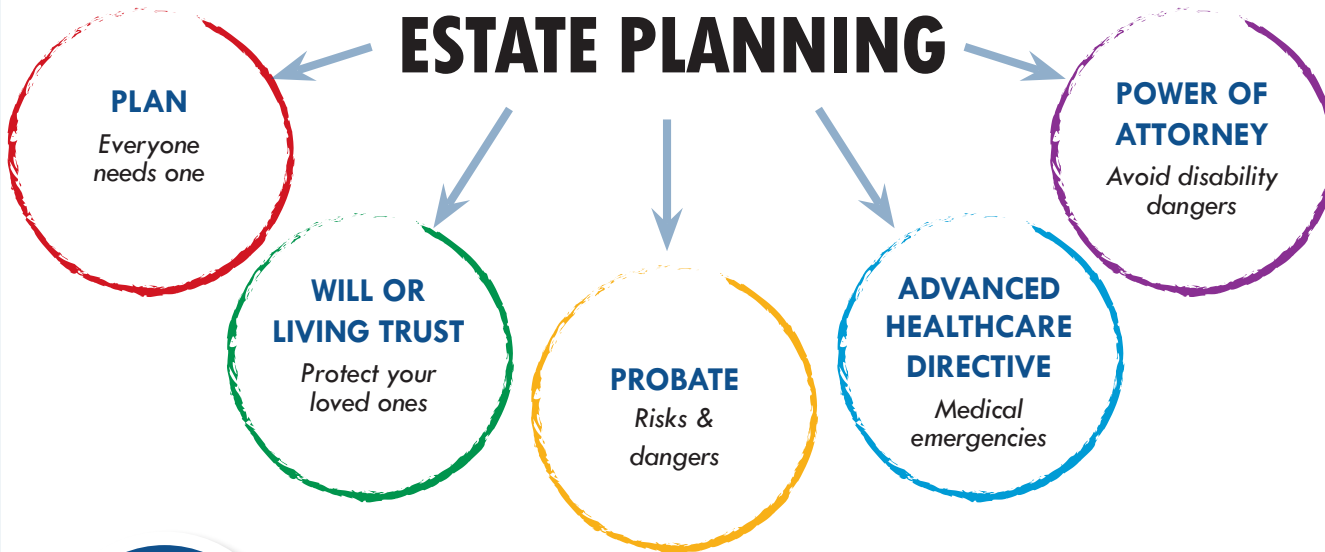 ESTATE PLANNING
PLAN
Everyone
needs one
WILL OR
LIVING TRUST
Protect your
loved ones
PROBATE
Risks &
dangers
ADVANCED
HEALTHCARE
DIRECTIVE
Medical
emergencies
POWER OF
ATTORNEY
Avoid disability
dangers